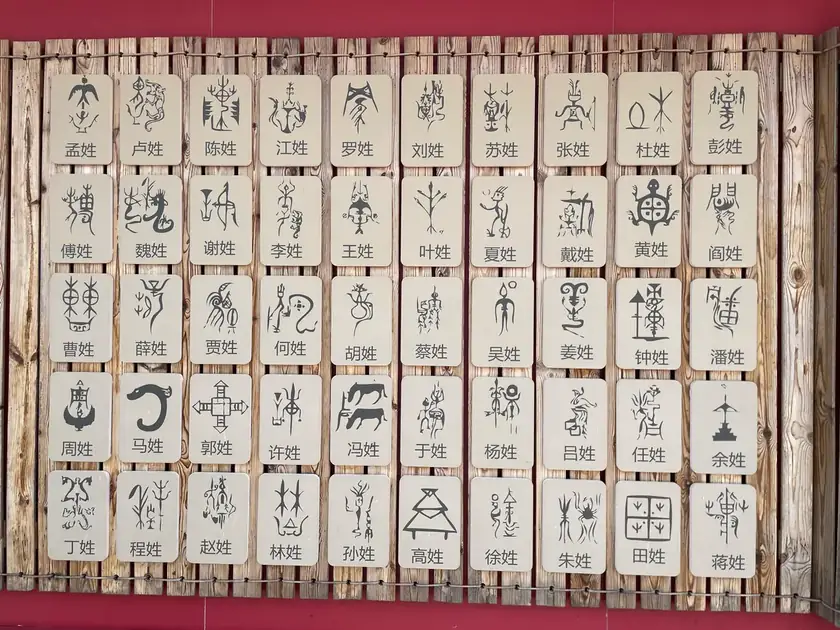 孟姓 卢姓 陈姓 江姓 罗姓 刘姓 苏姓 张姓 杜姓 彭姓
傅姓 魏姓 谢姓 李姓 王姓 叶姓 夏姓 戴姓 黄姓 阎姓
曹姓 薛姓 贾姓 何姓 胡姓 蔡姓 吴姓 姜姓 钟姓 潘姓
周姓 马姓 郭姓 许姓 冯姓 于姓 杨姓 吕姓 任姓 余姓
丁姓 程姓 赵姓 林姓 孙姓 高姓 徐姓 朱姓 田姓 蒋姓